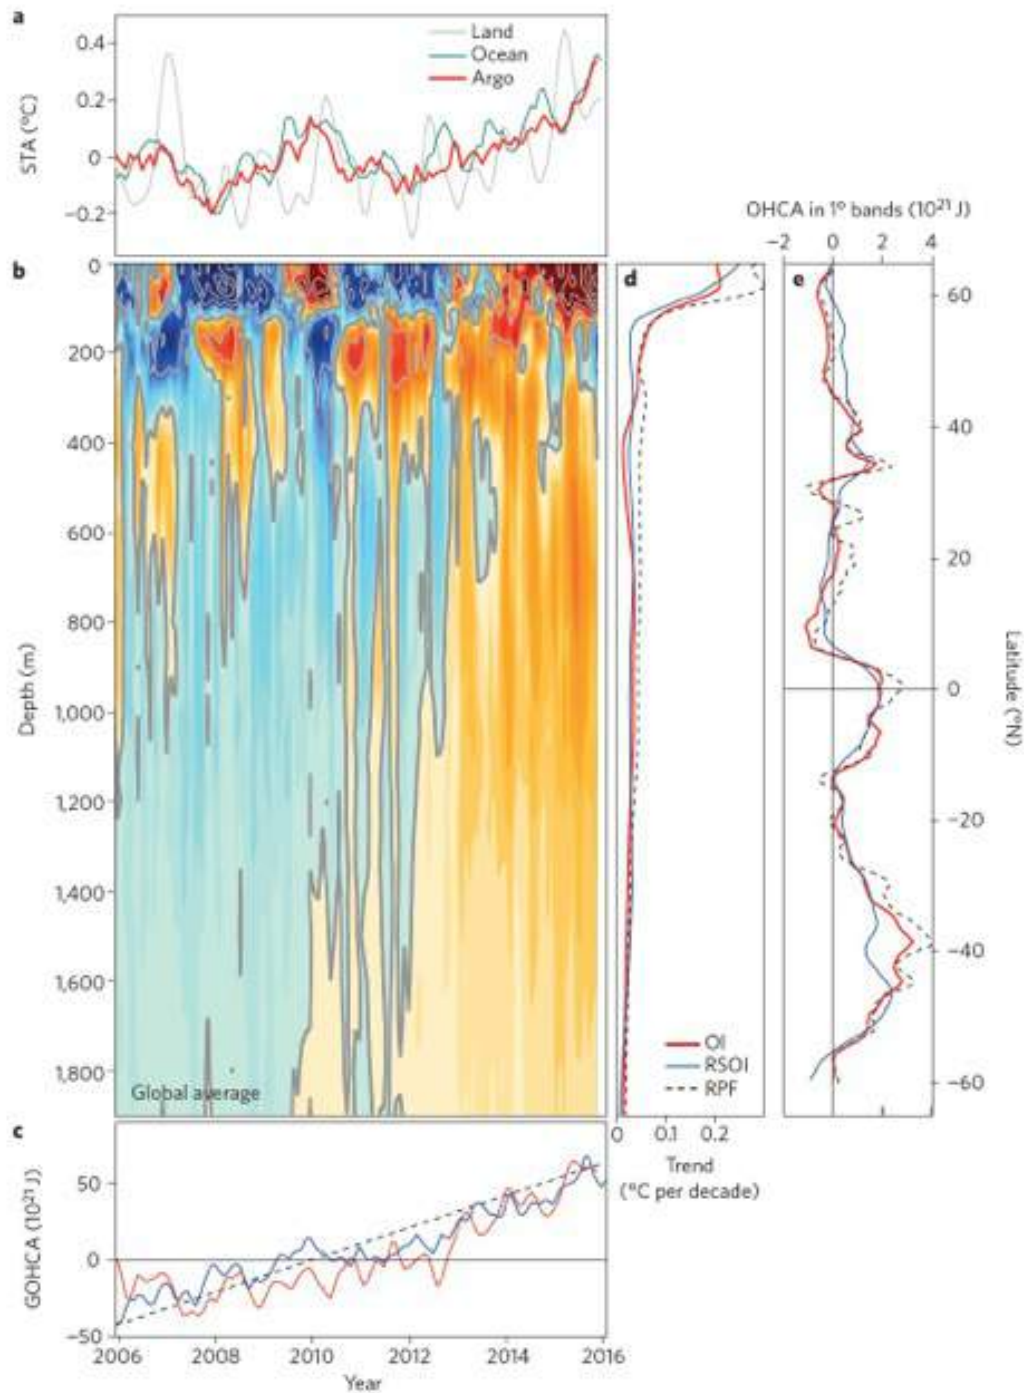 a
0.4
0.2
0
−0.2
STA (°C)
Land
Ocean
Argo
b
0
200
400
600
800
1,000
1,200
1,400
1,600
1,800
Depth (m)
Global average
d
OI
RSOI
RPF
0 0.1 0.2
Trend
(°C per decade)
OHCA in 1° bands (10²¹ J)
−2 0 2 4
e
60
40
20
0
−20
−40
−60
Latitude (°N)
c
50
0
−50
GOHCA (10²¹ J)
2006 2008 2010 2012 2014 2016
Year